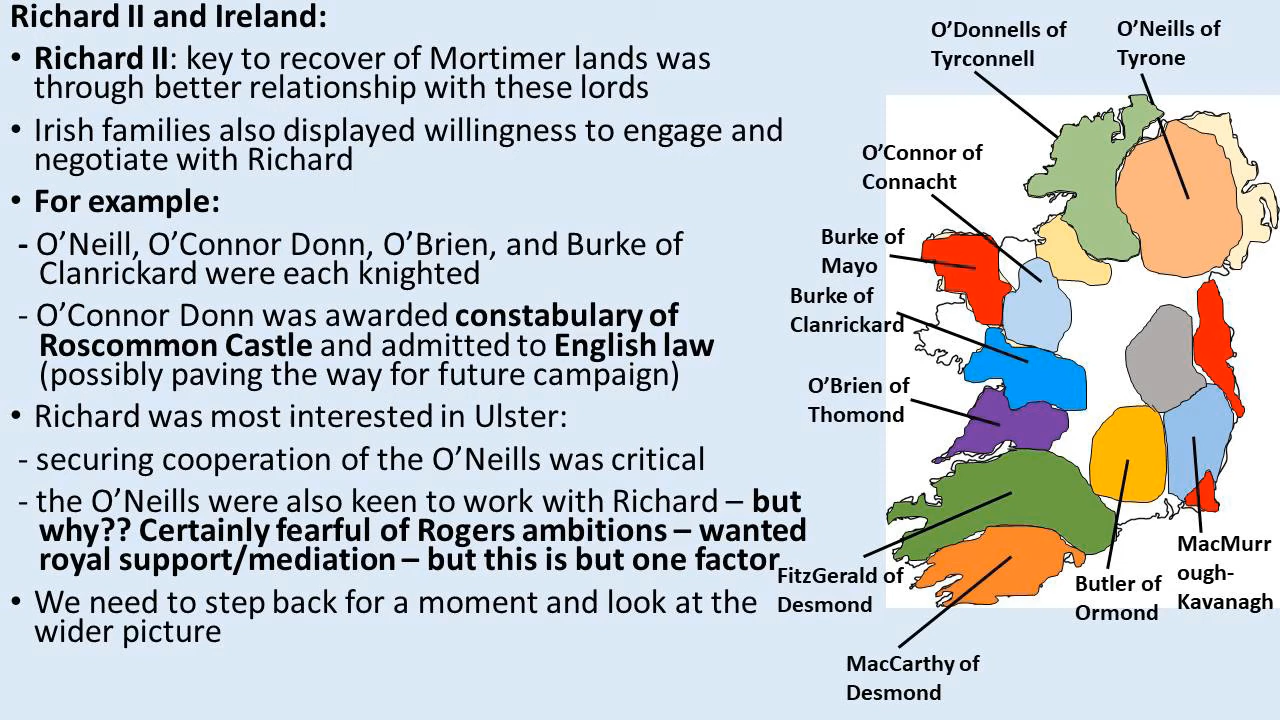 Richard II and Ireland:
• Richard II: key to recover of Mortimer lands was
through better relationship with these lords
• Irish families also displayed willingness to engage and
negotiate with Richard
• For example:
- O’Neill, O’Connor Donn, O’Brien, and Burke of
Clanrickard were each knighted
- O’Connor Donn was awarded constabulary of
Roscommon Castle and admitted to English law
(possibly paving the way for future campaign)
• Richard was most interested in Ulster:
- securing cooperation of the O’Neills was critical
- the O’Neills were also keen to work with Richard – but
why?? Certainly fearful of Rogers ambitions – wanted
royal support/mediation – but this is but one factor
• We need to step back for a moment and look at the
wider picture
O’Donnells of
Tyrconnell
O’Neills of
Tyrone
O’Connor of
Connacht
Burke of
Mayo
Burke of
Clanrickard
O’Brien of
Thomond
FitzGerald of
Desmond
MacCarthy of
Desmond
Butler of
Ormond
MacMurr
ough-
Kavanagh